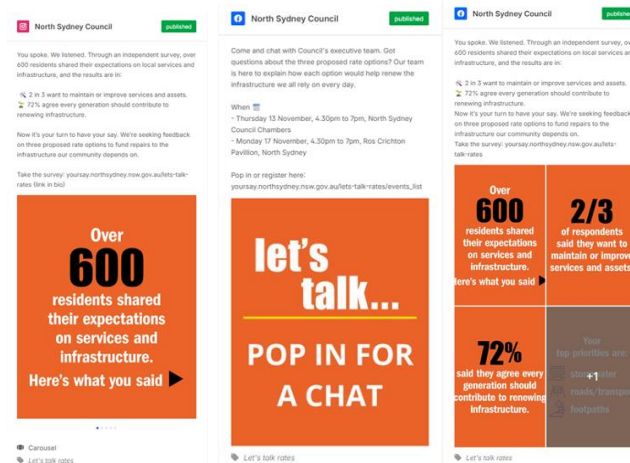 North Sydney Council
published
You spoke. We listened. Through an independent survey, over
600 residents shared their expectations on local services and
infrastructure, and the results are in:
2 in 3 want to maintain or improve services and assets.
72% agree every generation should contribute to
renewing infrastructure.
Now it's your turn to have your say. We're seeking feedback
on three proposed rate options to fund repairs to the
infrastructure our community depends on.
Take the survey: yoursay.northsydney.nsw.gov.au/lets-talk-
rates (link in bio)
Over
600
residents shared
their expectations
on services and
infrastructure.
Here's what you said
Carousel
Let's talk rates
North Sydney Council
published
Come and chat with Council's executive team. Got
questions about the three proposed rate options? Our team
is here to explain how each option would help renew the
infrastructure we all rely on every day.
When
- Thursday 13 November, 4.30pm to 7pm, North Sydney
Council Chambers
- Monday 17 November, 4.30pm to 7pm, Ros Crichton
Pavillion, North Sydney
Pop in or register here:
yoursay.northsydney.nsw.gov.au/lets-talk-rates/events_list
let's
talk...
POP IN FOR
A CHAT
Let's talk rates
North Sydney Council
published
You spoke. We listened. Through an independent survey, ov
600 residents shared their expectations on local services an
infrastructure, and the results are in:
2 in 3 want to maintain or improve services and assets.
72% agree every generation should contribute to
renewing infrastructure.
Now it's your turn to have your say. We're seeking feedback
on three proposed rate options to fund repairs to the
infrastructure our community depends on.
Take the survey: yoursay.northsydney.nsw.gov.au/lets-
talk-rates
Over
600
residents shared
their expectations
on services and
infrastructure.
Here's what you said
2/3
of respondents
said they want to
maintain or improve
services and assets
72%
said they agree every
generation should
contribute to renewing
infrastructure.
Your
top priorities are:
stormwater
+1
roads/transpo
footpaths
Let's talk rates